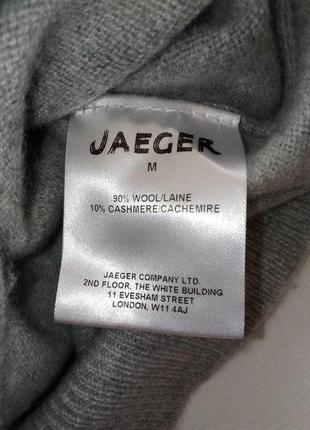 JAEGER
M
90% WOOL/LAINE
10% CASHMERE/CACHEMIRE
JAEGER COMPANY LTD.
2ND FLOOR, THE WHITE BUILDING
11 EVESHAM STREET
LONDON, W11 4AJ